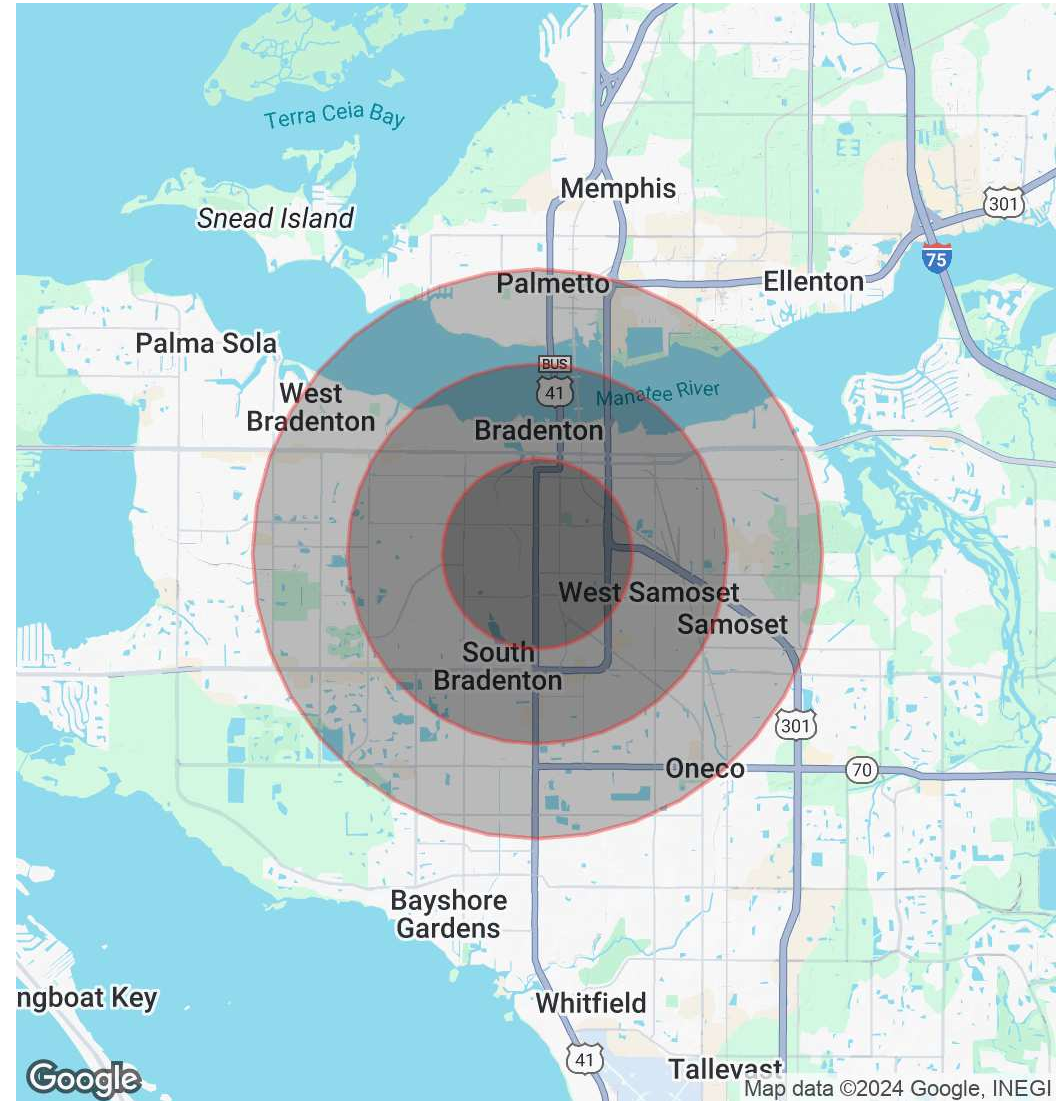 Terra Ceia Bay
Memphis
Snead Island
301
75
Palmetto
Ellenton
Palma Sola
BUS
41
West
Bradenton
Manatee River
Bradenton
West Samoset
Samoset
South
Bradenton
301
Oneco
70
Bayshore
Gardens
ngboat Key
Whitfield
41
Tallevast
Google
Map data ©2024 Google, INEGI